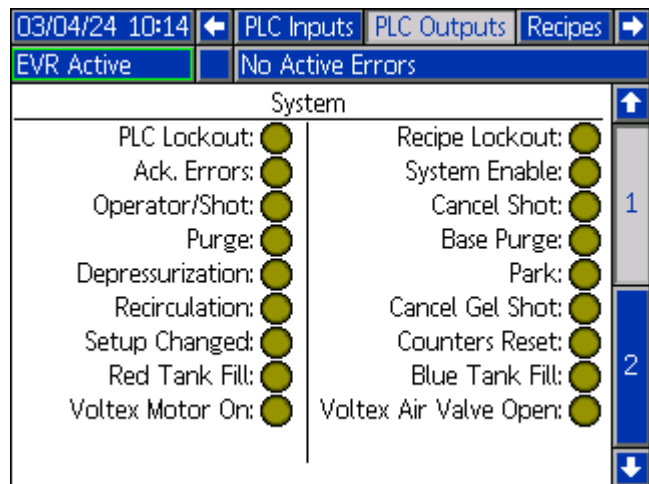 03/04/24 10:14 PLC Inputs PLC Outputs Recipes
EVR Active No Active Errors
System
PLC Lockout: Recipe Lockout:
Ack. Errors: System Enable:
Operator/Shot: Cancel Shot:
Purge: Base Purge:
Depressurization: Park:
Recirculation: Cancel Gel Shot:
Setup Changed: Counters Reset:
Red Tank Fill: Blue Tank Fill:
Voltex Motor On: Voltex Air Valve Open:
1
2